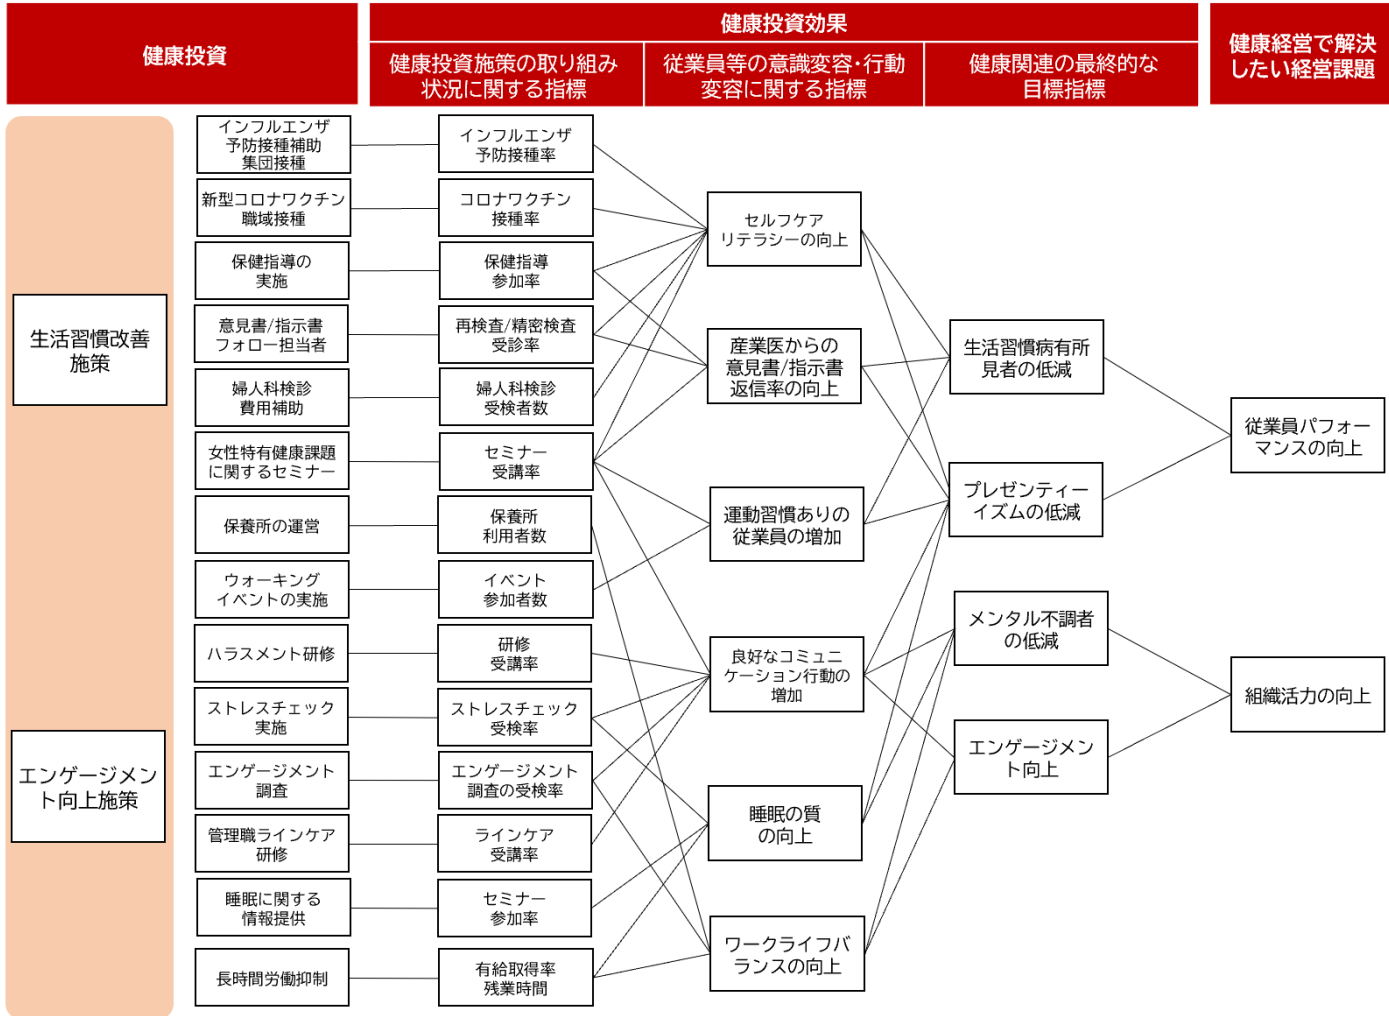 健康投資
健康投資効果
健康経営で解決
したい経営課題
健康投資施策の取り組み
状況に関する指標
従業員等の意識変容・行動
変容に関する指標
健康関連の最終的な
目標指標
生活習慣改善
施策
エンゲージメン
ト向上施策
インフルエンザ
予防接種補助
集団接種
新型コロナワクチン
職域接種
保健指導の
実施
意見書/指示書
フォロー担当者
婦人科検診
費用補助
女性特有健康課題
に関するセミナー
保養所の運営
ウォーキング
イベントの実施
ハラスメント研修
ストレスチェック
実施
エンゲージメント
調査
管理職ラインケア
研修
睡眠に関する
情報提供
長時間労働抑制
インフルエンザ
予防接種率
コロナワクチン
接種率
保健指導
参加率
再検査/精密検査
受診率
婦人科検診
受検者数
セミナー
受講率
保養所
利用者数
イベント
参加者数
研修
受講率
ストレスチェック
受検率
エンゲージメント
調査の受検率
ラインケア
受講率
セミナー
参加率
有給取得率
残業時間
セルフケア
リテラシーの向上
産業医からの
意見書/指示書
返信率の向上
運動習慣ありの
従業員の増加
良好なコミュニ
ケーション行動の
増加
睡眠の質
の向上
ワークライフバ
ランスの向上
生活習慣病有所
見者の低減
プレゼンティー
イズムの低減
メンタル不調者
の低減
エンゲージメン
ト向上
従業員パフォー
マンスの向上
組織活力の向上